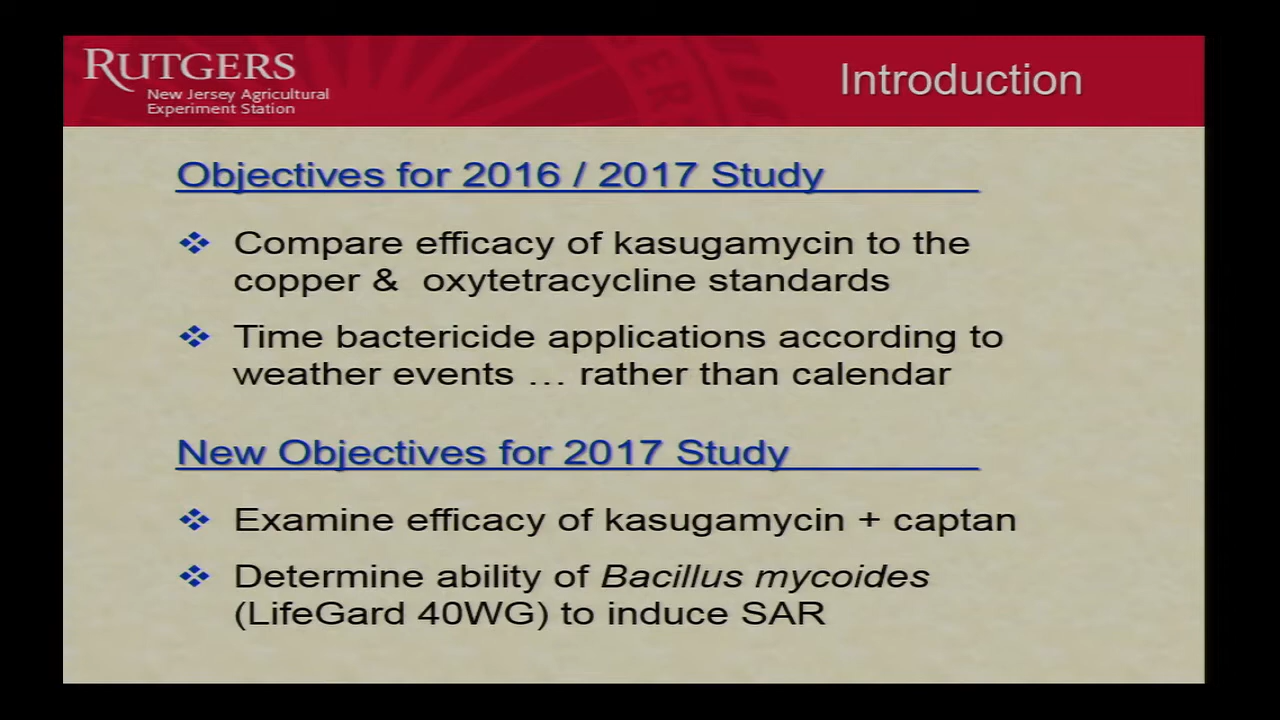 RUTGERS
New Jersey Agricultural
Experiment Station
Introduction
Objectives for 2016 / 2017 Study
Compare efficacy of kasugamycin to the
copper & oxytetracycline standards
Time bactericide applications according to
weather events … rather than calendar
New Objectives for 2017 Study
Examine efficacy of kasugamycin + captan
Determine ability of Bacillus mycoides
(LifeGard 40WG) to induce SAR